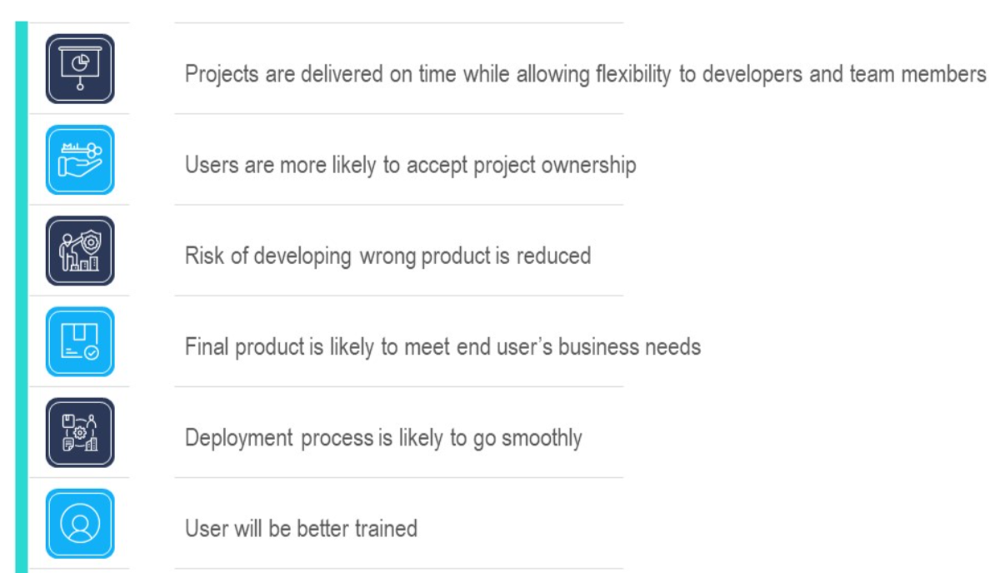 Projects are delivered on time while allowing flexibility to developers and team members
Users are more likely to accept project ownership
Risk of developing wrong product is reduced
Final product is likely to meet end user’s business needs
Deployment process is likely to go smoothly
User will be better trained